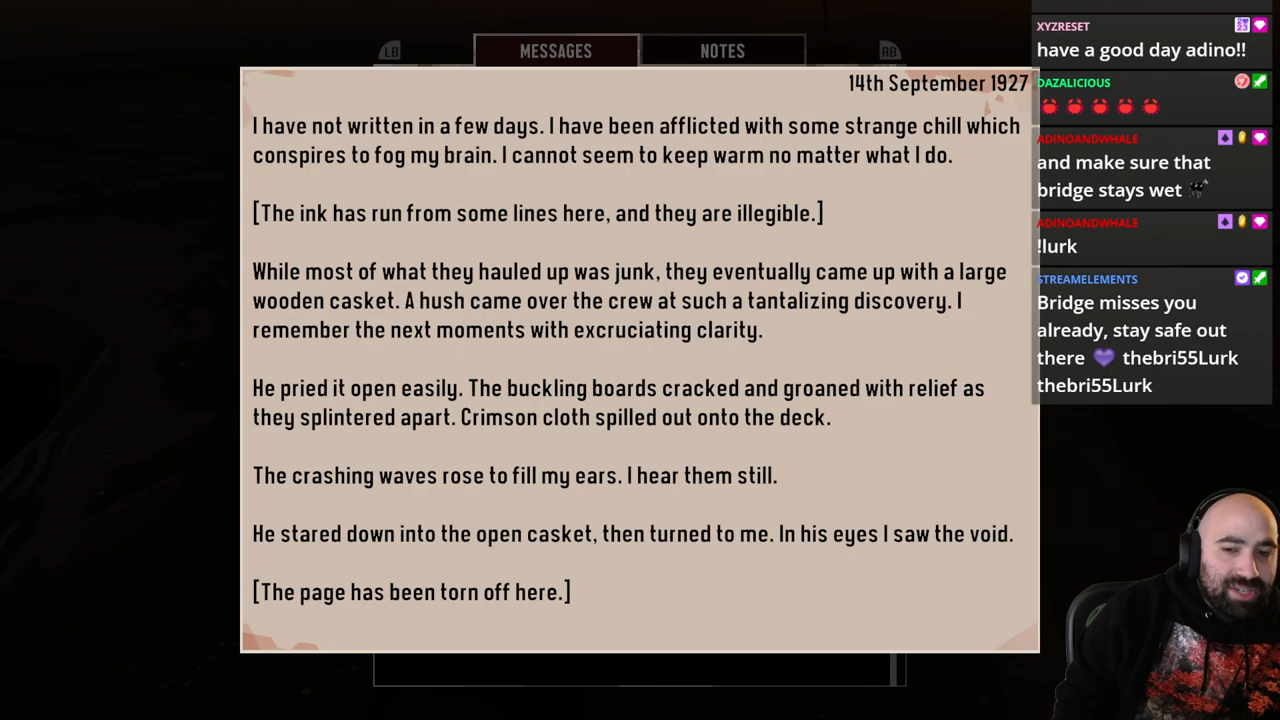 LB
MESSAGES
NOTES
RB
14th September 1927
I have not written in a few days. I have been afflicted with some strange chill which
conspires to fog my brain. I cannot seem to keep warm no matter what I do.
[The ink has run from some lines here, and they are illegible.]
While most of what they hauled up was junk, they eventually came up with a large
wooden casket. A hush came over the crew at such a tantalizing discovery. I
remember the next moments with excruciating clarity.
He pried it open easily. The buckling boards cracked and groaned with relief as
they splintered apart. Crimson cloth spilled out onto the deck.
The crashing waves rose to fill my ears. I hear them still.
He stared down into the open casket, then turned to me. In his eyes I saw the void.
[The page has been torn off here.]
XYZRESET
have a good day adino!!
DAZALICIOUS
ADINOANDWHALE
and make sure that
bridge stays wet
ADINOANDWHALE
!lurk
STREAMELEMENTS
Bridge misses you
already, stay safe out
there thebri55Lurk
thebri55Lurk